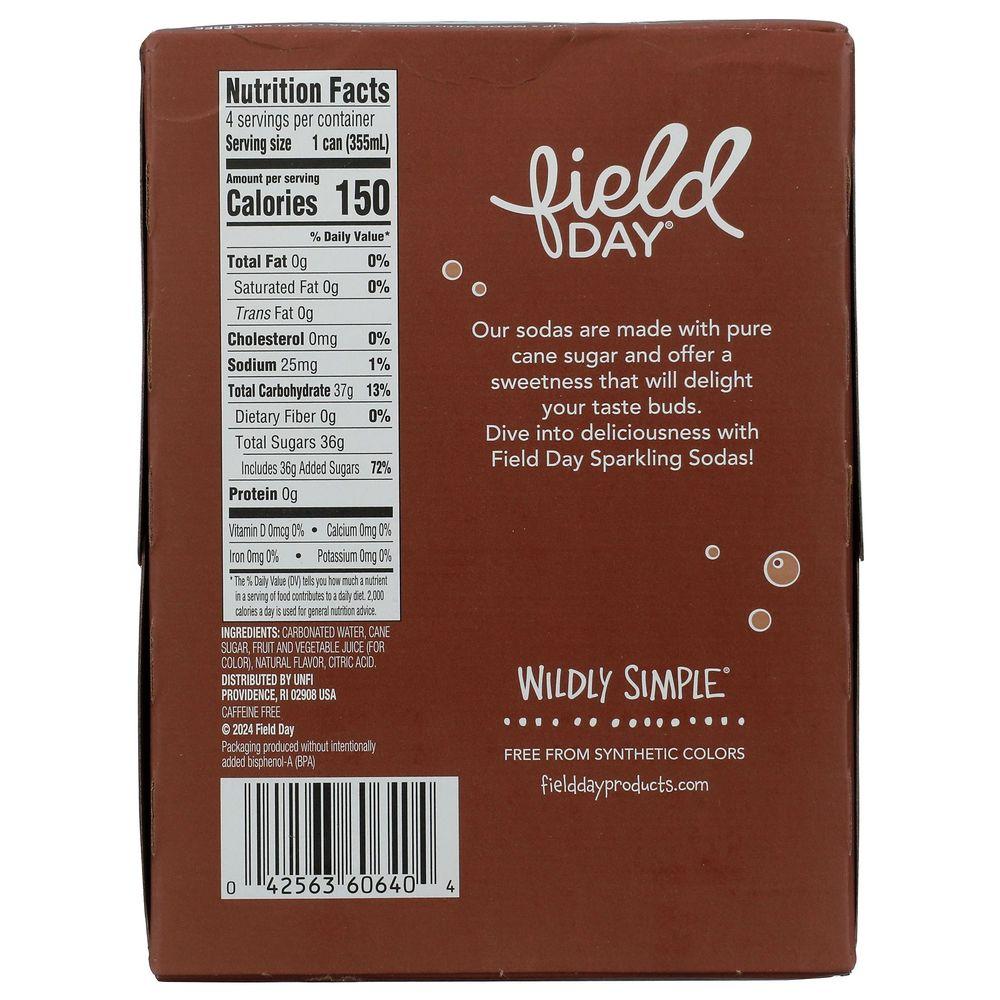 Nutrition Facts
4 servings per container
Serving size 1 can (355mL)
Amount per serving
Calories 150
% Daily Value*
Total Fat 0g 0%
Saturated Fat 0g 0%
Trans Fat 0g
Cholesterol 0mg 0%
Sodium 25mg 1%
Total Carbohydrate 37g 13%
Dietary Fiber 0g 0%
Total Sugars 36g
Includes 36g Added Sugars 72%
Protein 0g
Vitamin D 0mcg 0% • Calcium 0mg 0%
Iron 0mg 0% • Potassium 0mg 0%
*The % Daily Value (DV) tells you how much a nutrient
in a serving of food contributes to a daily diet. 2,000
calories a day is used for general nutrition advice.
INGREDIENTS: CARBONATED WATER, CANE
SUGAR, FRUIT AND VEGETABLE JUICE (FOR
COLOR), NATURAL FLAVOR, CITRIC ACID.
DISTRIBUTED BY UNFI
PROVIDENCE, RI 02908 USA
CAFFEINE FREE
© 2024 Field Day
Packaging produced without intentionally
added bisphenol-A (BPA)
0 42563 60640 4
field
DAY®
Our sodas are made with pure
cane sugar and offer a
sweetness that will delight
your taste buds.
Dive into deliciousness with
Field Day Sparkling Sodas!
WILDLY SIMPLE®
FREE FROM SYNTHETIC COLORS
fielddayproducts.com